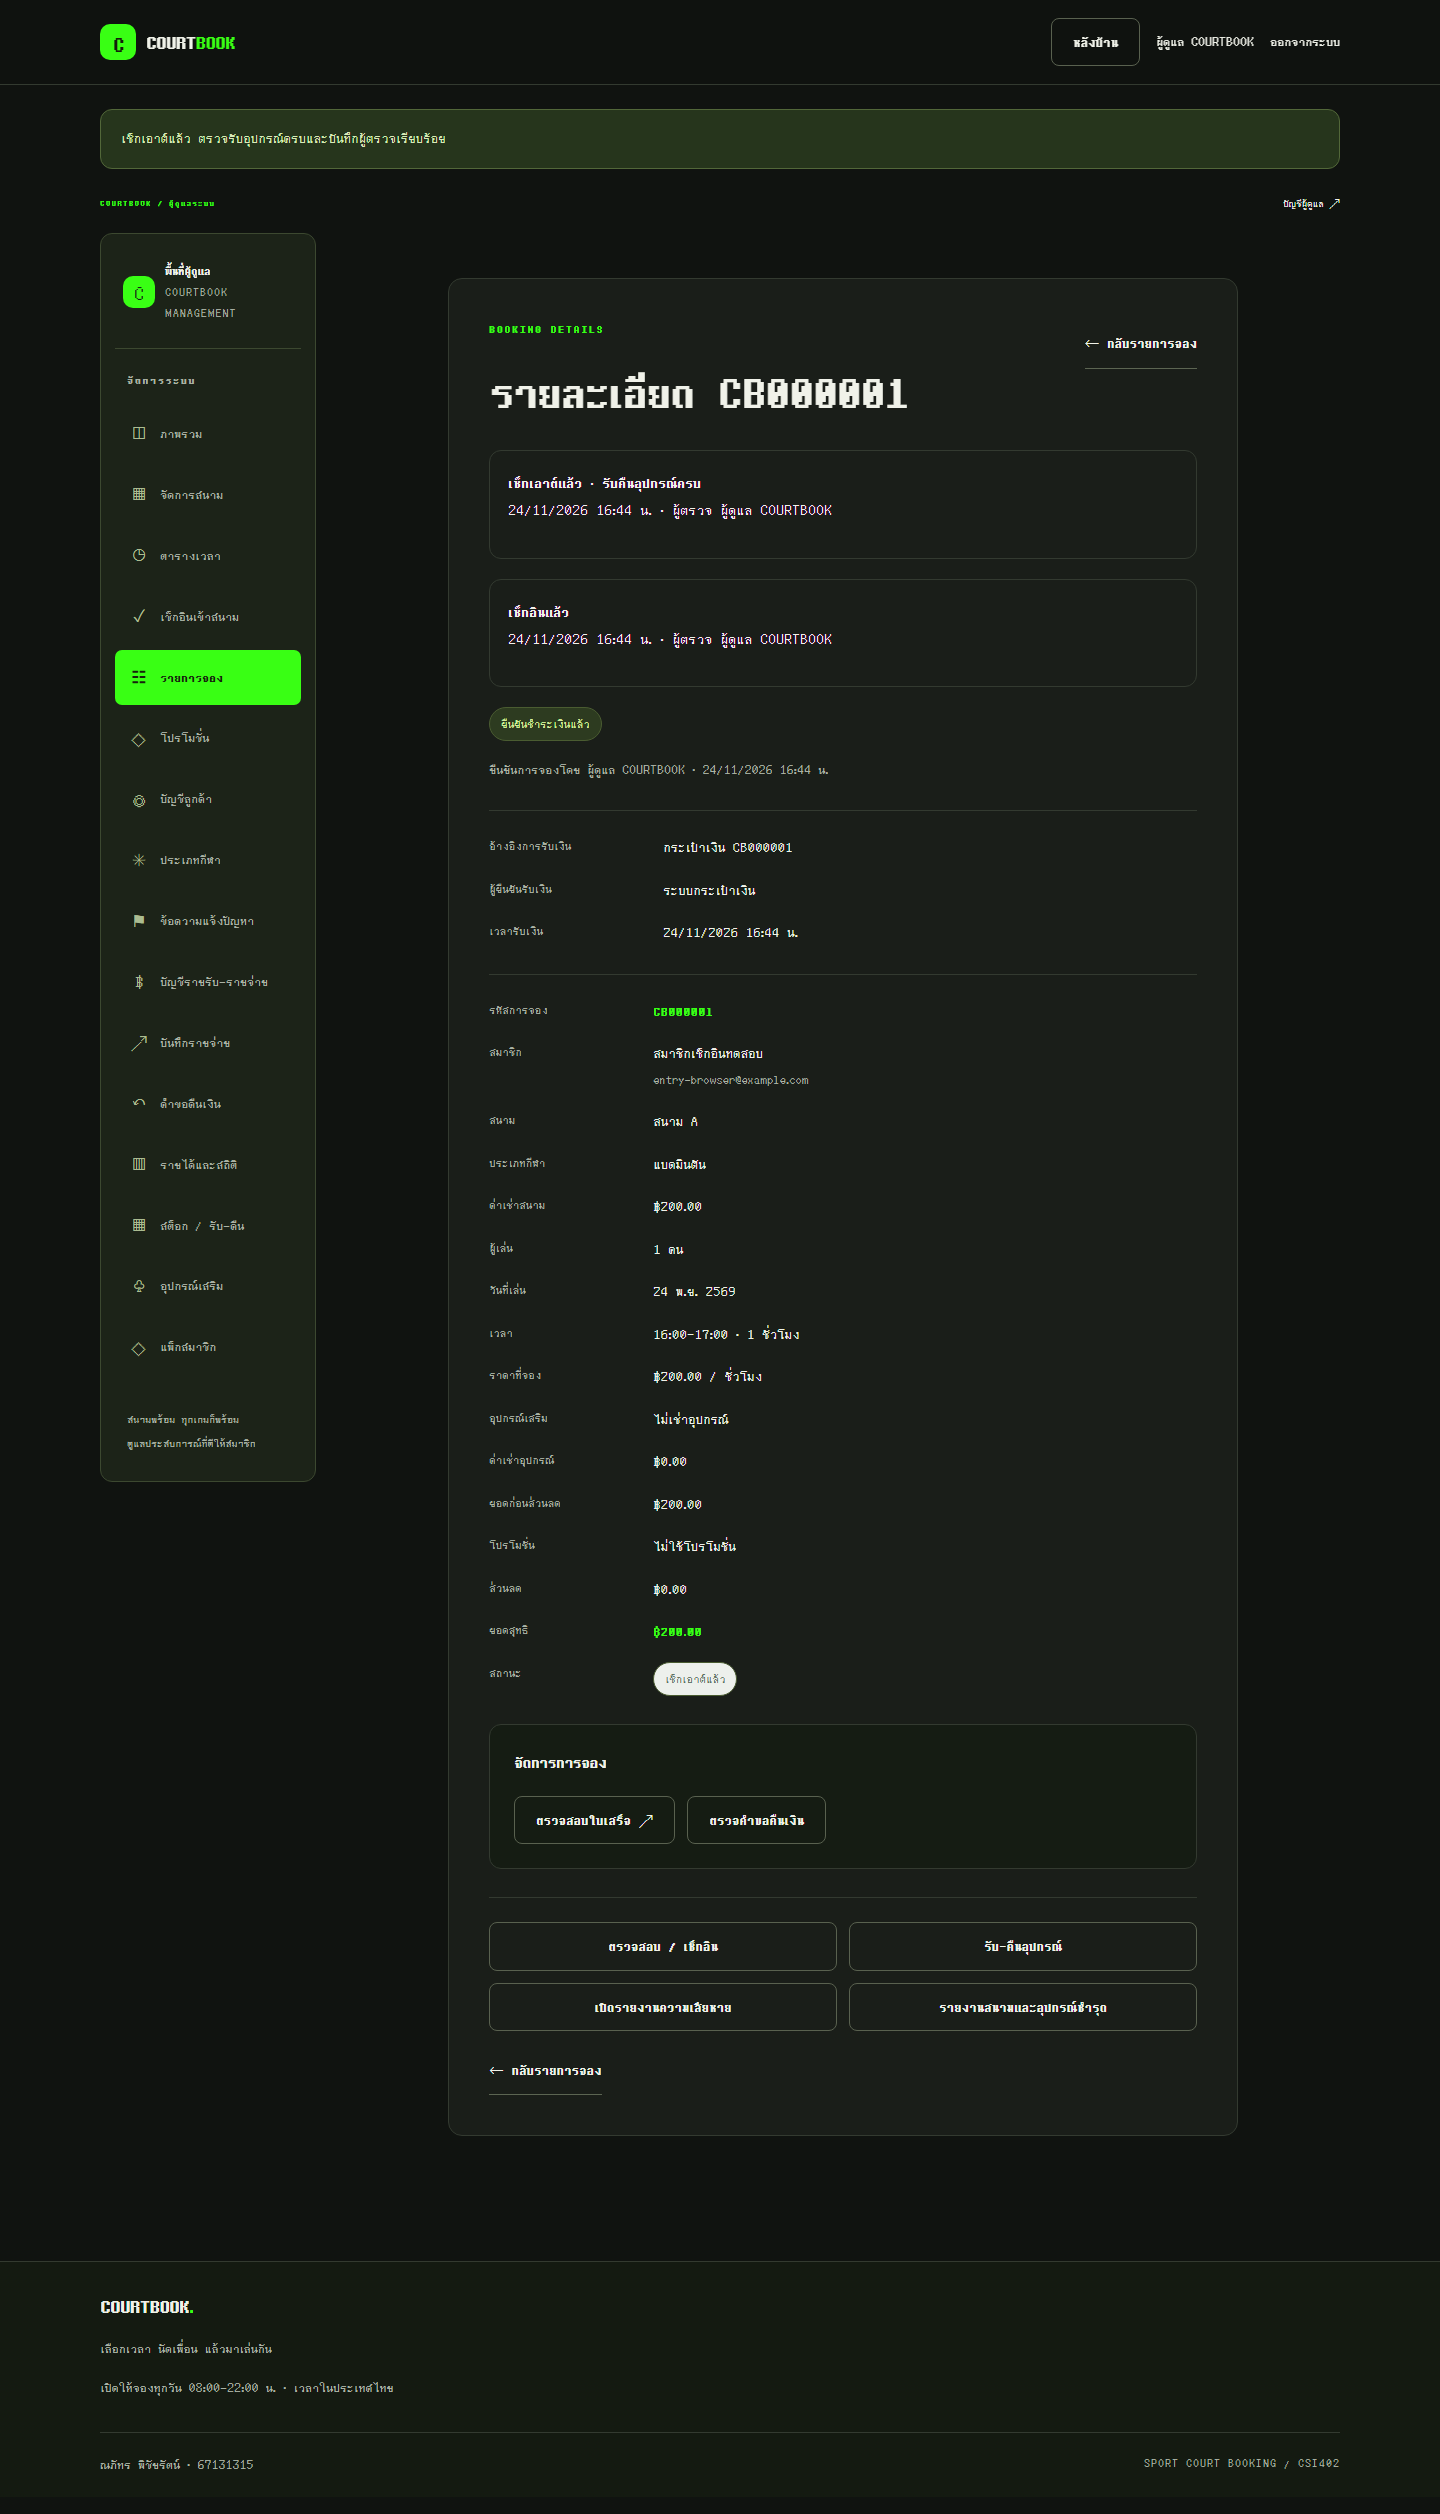 C COURTBOOK
หลังบ้าน ผู้ดูแล COURTBOOK ออกจากระบบ
เช็กเอาต์แล้ว ตรวจรับอุปกรณ์ครบและบันทึกผู้ตรวจเรียบร้อย
COURTBOOK / ผู้ดูแลระบบ
บัญชีผู้ดูแล ↗
C
พื้นที่ผู้ดูแล
COURTBOOK
MANAGEMENT
จัดการระบบ
ภาพรวม
จัดการสนาม
ตารางเวลา
เช็กอินเข้าสนาม
รายการจอง
โปรโมชั่น
บัญชีลูกค้า
ประเภทกีฬา
ข้อความแจ้งปัญหา
บัญชีรายรับ-รายจ่าย
บันทึกรายจ่าย
คำขอคืนเงิน
รายได้และสถิติ
สต็อก / รับ-คืน
อุปกรณ์เสริม
แพ็กสมาชิก
สนามพร้อม ทุกเกมก็พร้อม
ดูแลประสบการณ์ที่ดีให้สมาชิก
BOOKING DETAILS
← กลับรายการจอง
รายละเอียด CB000001
เช็กเอาต์แล้ว · รับคืนอุปกรณ์ครบ
24/11/2026 16:44 น. · ผู้ตรวจ ผู้ดูแล COURTBOOK
เช็กอินแล้ว
24/11/2026 16:44 น. · ผู้ตรวจ ผู้ดูแล COURTBOOK
ยืนยันชำระเงินแล้ว
ยืนยันการจองโดย ผู้ดูแล COURTBOOK · 24/11/2026 16:44 น.
อ้างอิงการรับเงิน กระเป๋าเงิน CB000001
ผู้ยืนยันรับเงิน ระบบกระเป๋าเงิน
เวลารับเงิน 24/11/2026 16:44 น.
รหัสการจอง CB000001
สมาชิก สมาชิกเช็กอินทดสอบ
entry-browser@example.com
สนาม สนาม A
ประเภทกีฬา แบดมินตัน
ค่าเช่าสนาม ฿200.00
ผู้เล่น 1 คน
วันที่เล่น 24 พ.ย. 2569
เวลา 16:00–17:00 · 1 ชั่วโมง
ราคาที่จอง ฿200.00 / ชั่วโมง
อุปกรณ์เสริม ไม่เช่าอุปกรณ์
ค่าเช่าอุปกรณ์ ฿0.00
ยอดก่อนส่วนลด ฿200.00
โปรโมชั่น ไม่ใช้โปรโมชั่น
ส่วนลด ฿0.00
ยอดสุทธิ ฿200.00
สถานะ เช็กเอาต์แล้ว
จัดการการจอง
ตรวจสอบใบเสร็จ ↗ ตรวจคำขอคืนเงิน
ตรวจสอบ / เช็กอิน รับ-คืนอุปกรณ์
เปิดรายงานความเสียหาย รายงานสนามและอุปกรณ์ชำรุด
← กลับรายการจอง
COURTBOOK.
เลือกเวลา นัดเพื่อน แล้วมาเล่นกัน
เปิดให้จองทุกวัน 08:00–22:00 น. · เวลาในประเทศไทย
ณภัทร พิชัยรัตน์ · 67131315
SPORT COURT BOOKING / CSI402